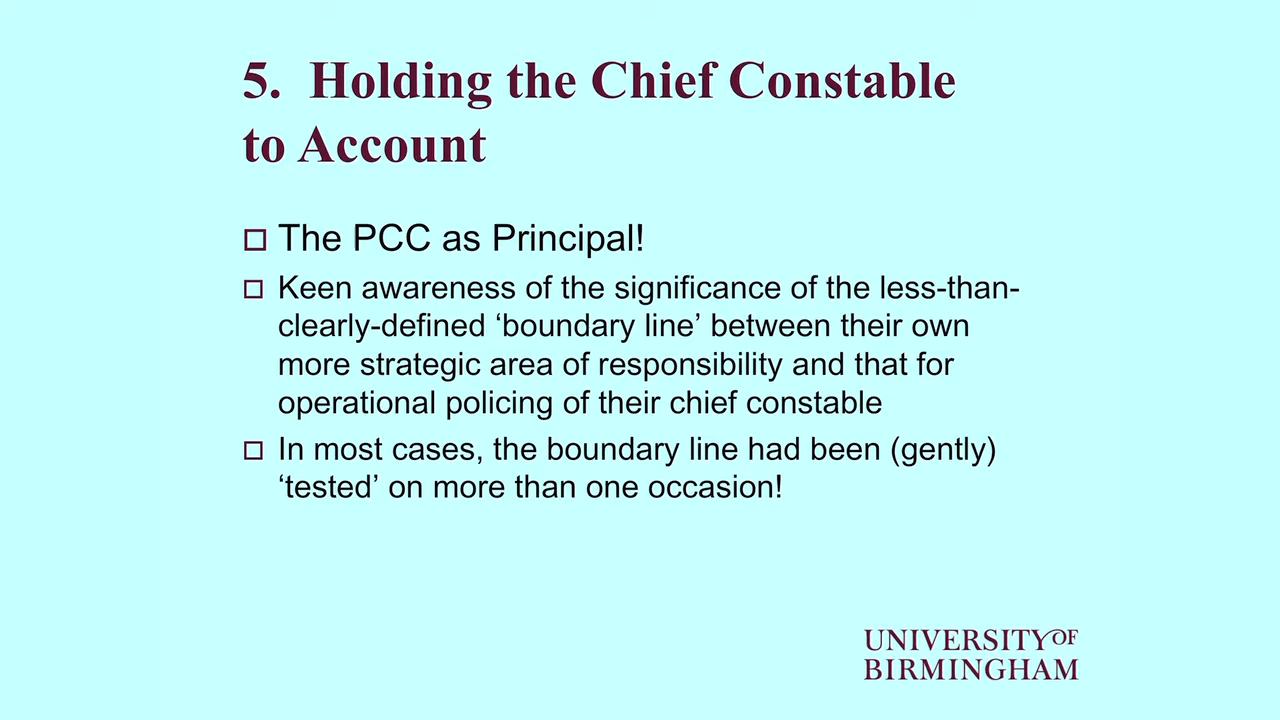 5. Holding the Chief Constable
to Account
The PCC as Principal!
Keen awareness of the significance of the less-than-
clearly-defined ‘boundary line’ between their own
more strategic area of responsibility and that for
operational policing of their chief constable
In most cases, the boundary line had been (gently)
‘tested’ on more than one occasion!
UNIVERSITY OF
BIRMINGHAM